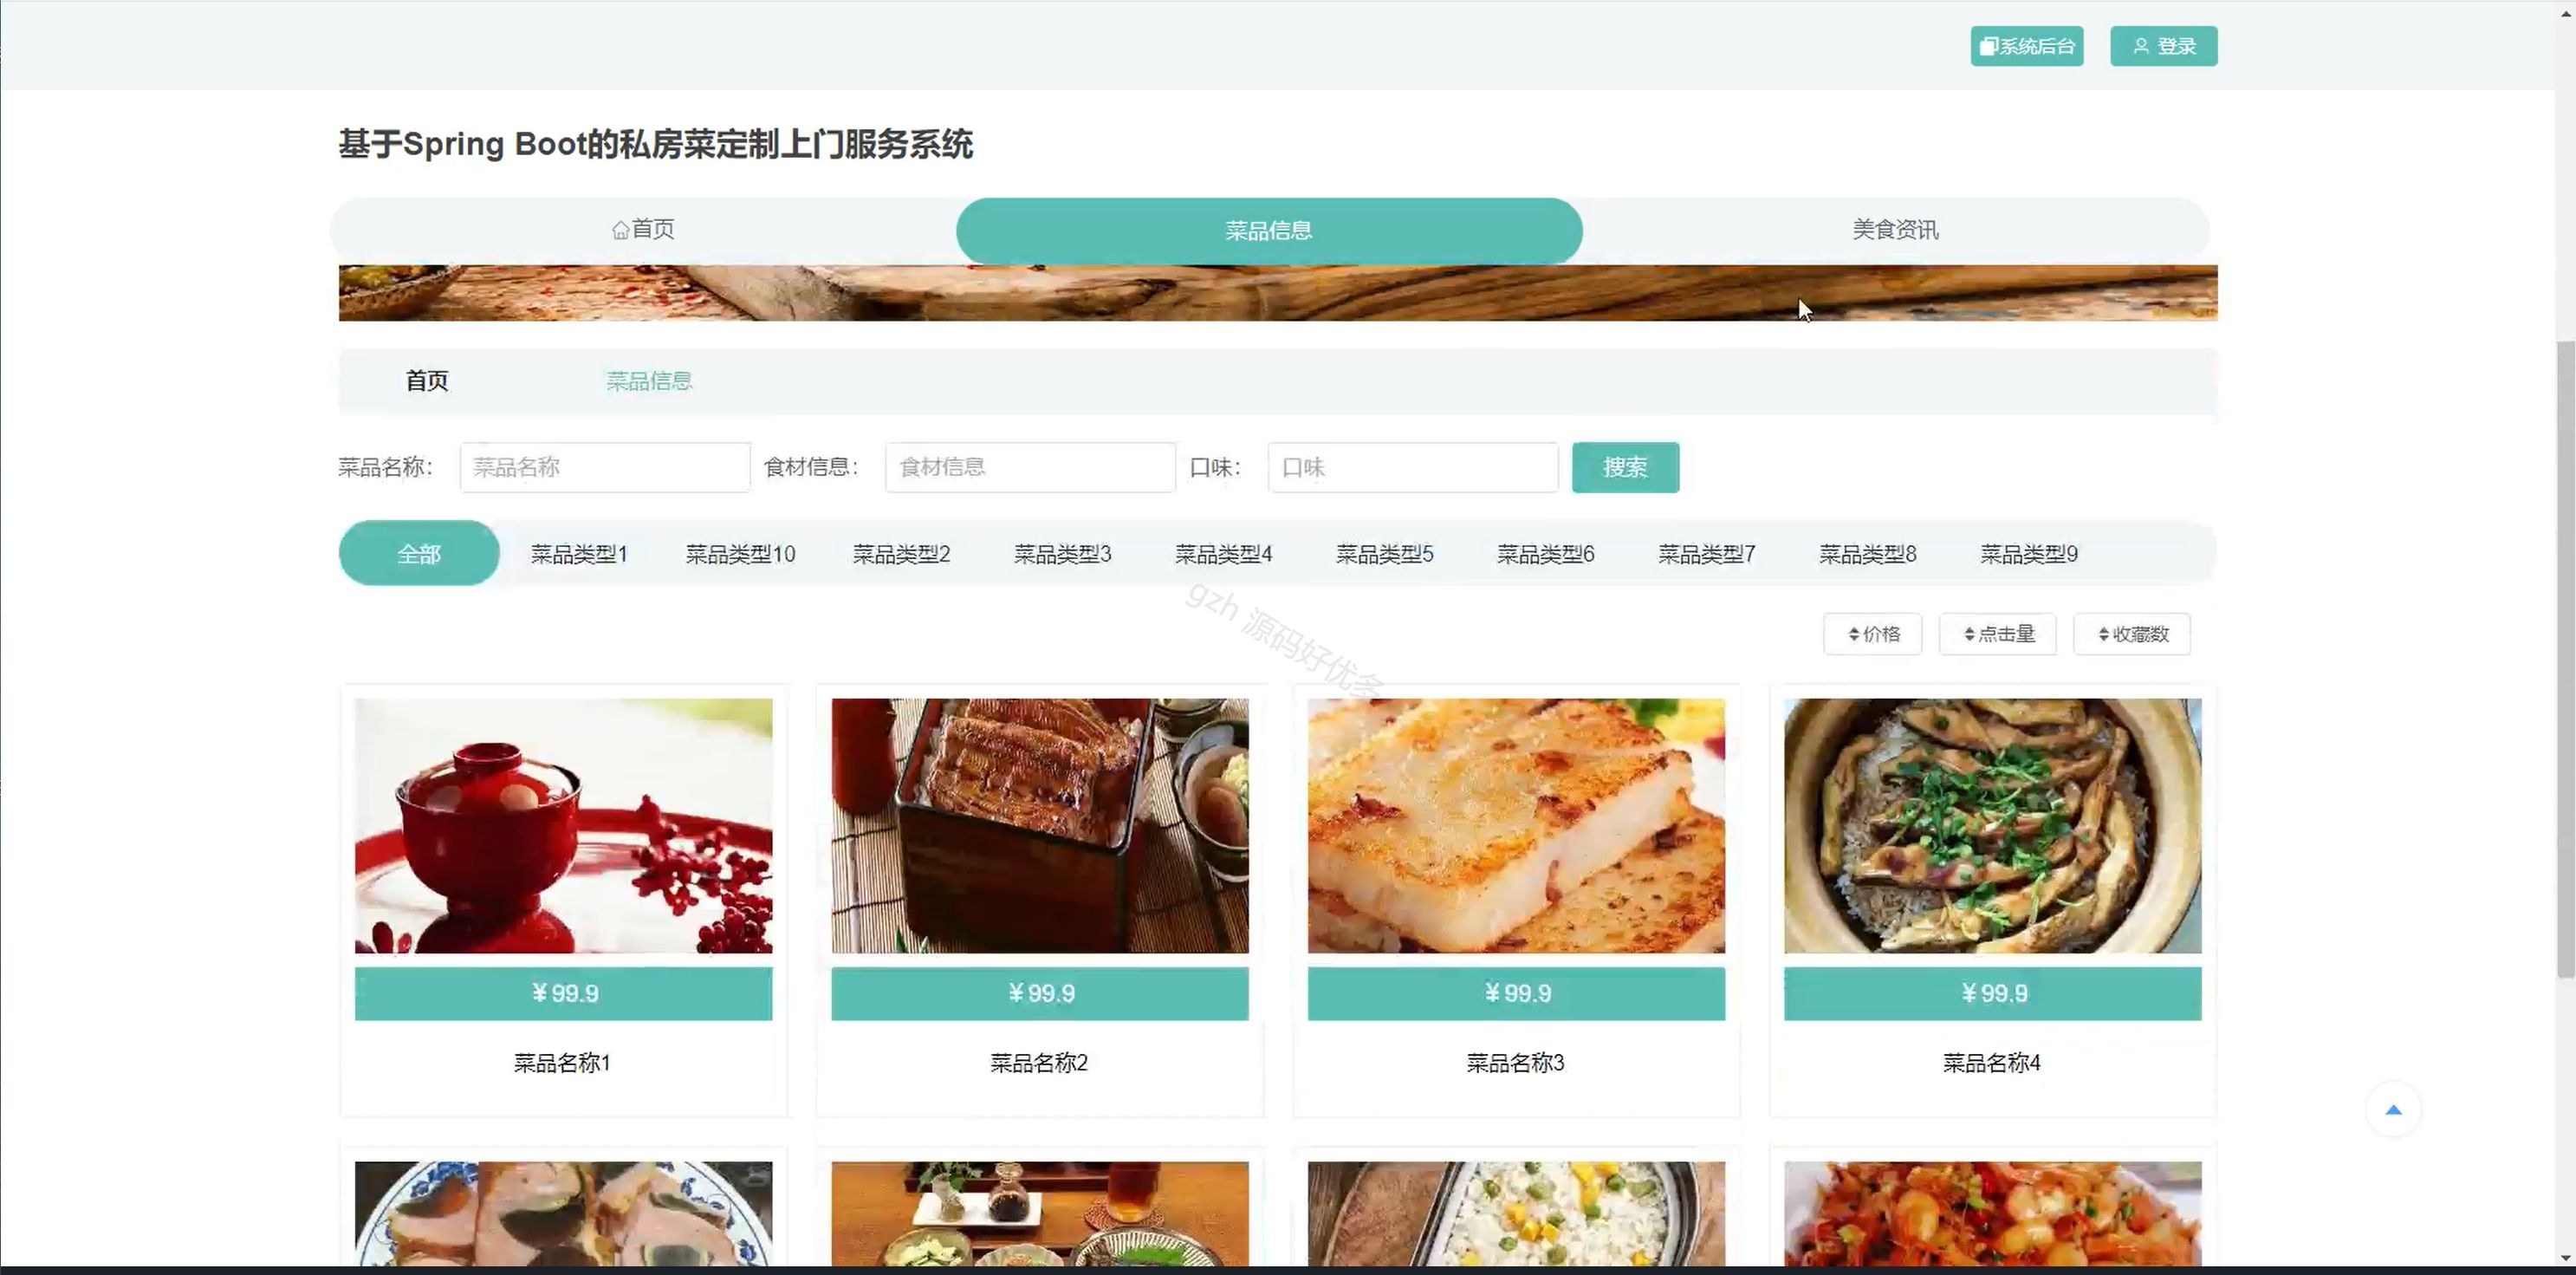 系统后台
登录
基于Spring Boot的私房菜定制上门服务系统
首页
菜品信息
美食资讯
首页
菜品信息
菜品名称：
菜品名称
食材信息：
食材信息
口味：
口味
搜索
全部
菜品类型1
菜品类型10
菜品类型2
菜品类型3
菜品类型4
菜品类型5
菜品类型6
菜品类型7
菜品类型8
菜品类型9
gzh 源码好优多
价格
点击量
收藏数
￥99.9
￥99.9
￥99.9
￥99.9
菜品名称1
菜品名称2
菜品名称3
菜品名称4